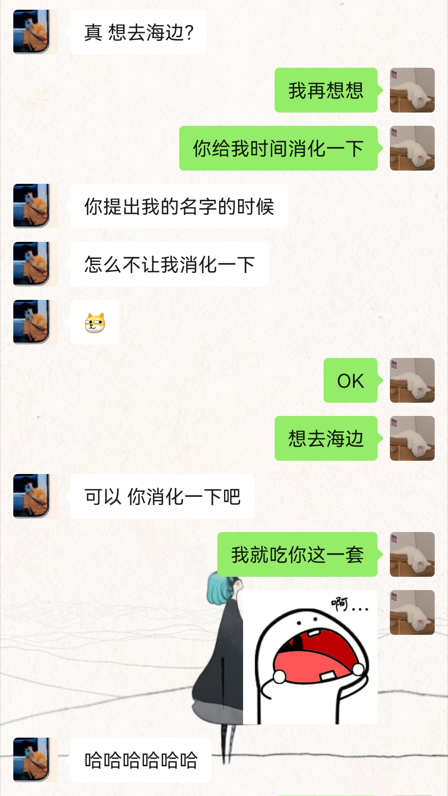 真 想去海边?
我再想想
你给我时间消化一下
你提出我的名字的时候
怎么不让我消化一下
OK
想去海边
可以 你消化一下吧
我就吃你这一套
啊...
哈哈哈哈哈哈